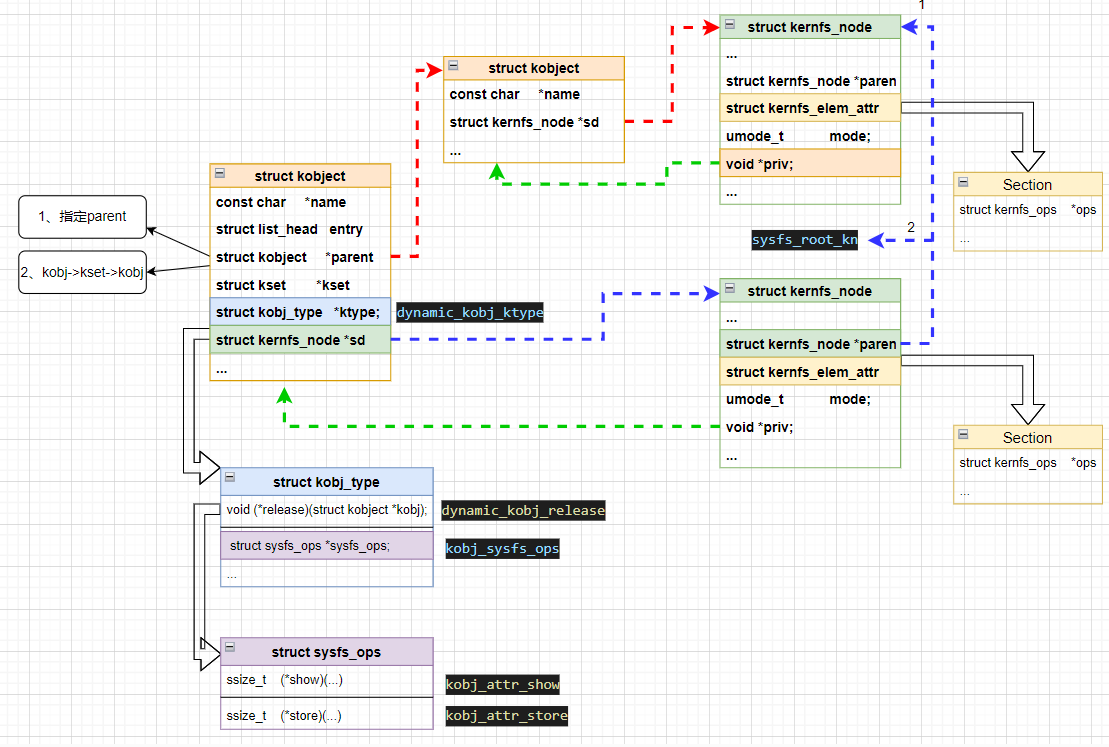 1
struct kernfs_node
...
struct kernfs_node *paren
struct kernfs_elem_attr
umode_t mode;
void *priv;
...
struct kobject
const char *name
struct kernfs_node *sd
...
Section
struct kernfs_ops *ops
...
struct kobject
const char *name
struct list_head entry
struct kobject *parent
struct kset *kset
struct kobj_type *ktype;
struct kernfs_node *sd
...
1、指定parent
2、kobj->kset->kobj
dynamic_kobj_ktype
sysfs_root_kn
2
struct kernfs_node
...
struct kernfs_node *paren
struct kernfs_elem_attr
umode_t mode;
void *priv;
...
Section
struct kernfs_ops *ops
...
struct kobj_type
void (*release)(struct kobject *kobj);
dynamic_kobj_release
struct sysfs_ops *sysfs_ops;
kobj_sysfs_ops
...
struct sysfs_ops
ssize_t (*show)(...)
kobj_attr_show
ssize_t (*store)(...)
kobj_attr_store